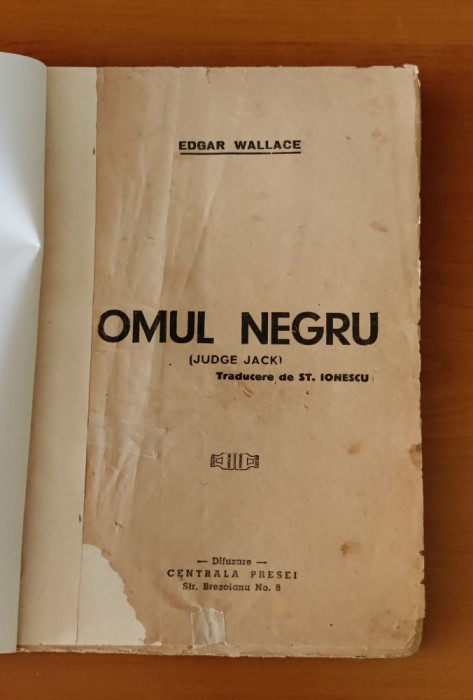 EDGAR WALLACE
OMUL NEGRU
(JUDGE JACK)
Traducere de ST. IONESCU
— Difuzare —
CENTRALA PRESEI
Str. Brezoianu No. 8